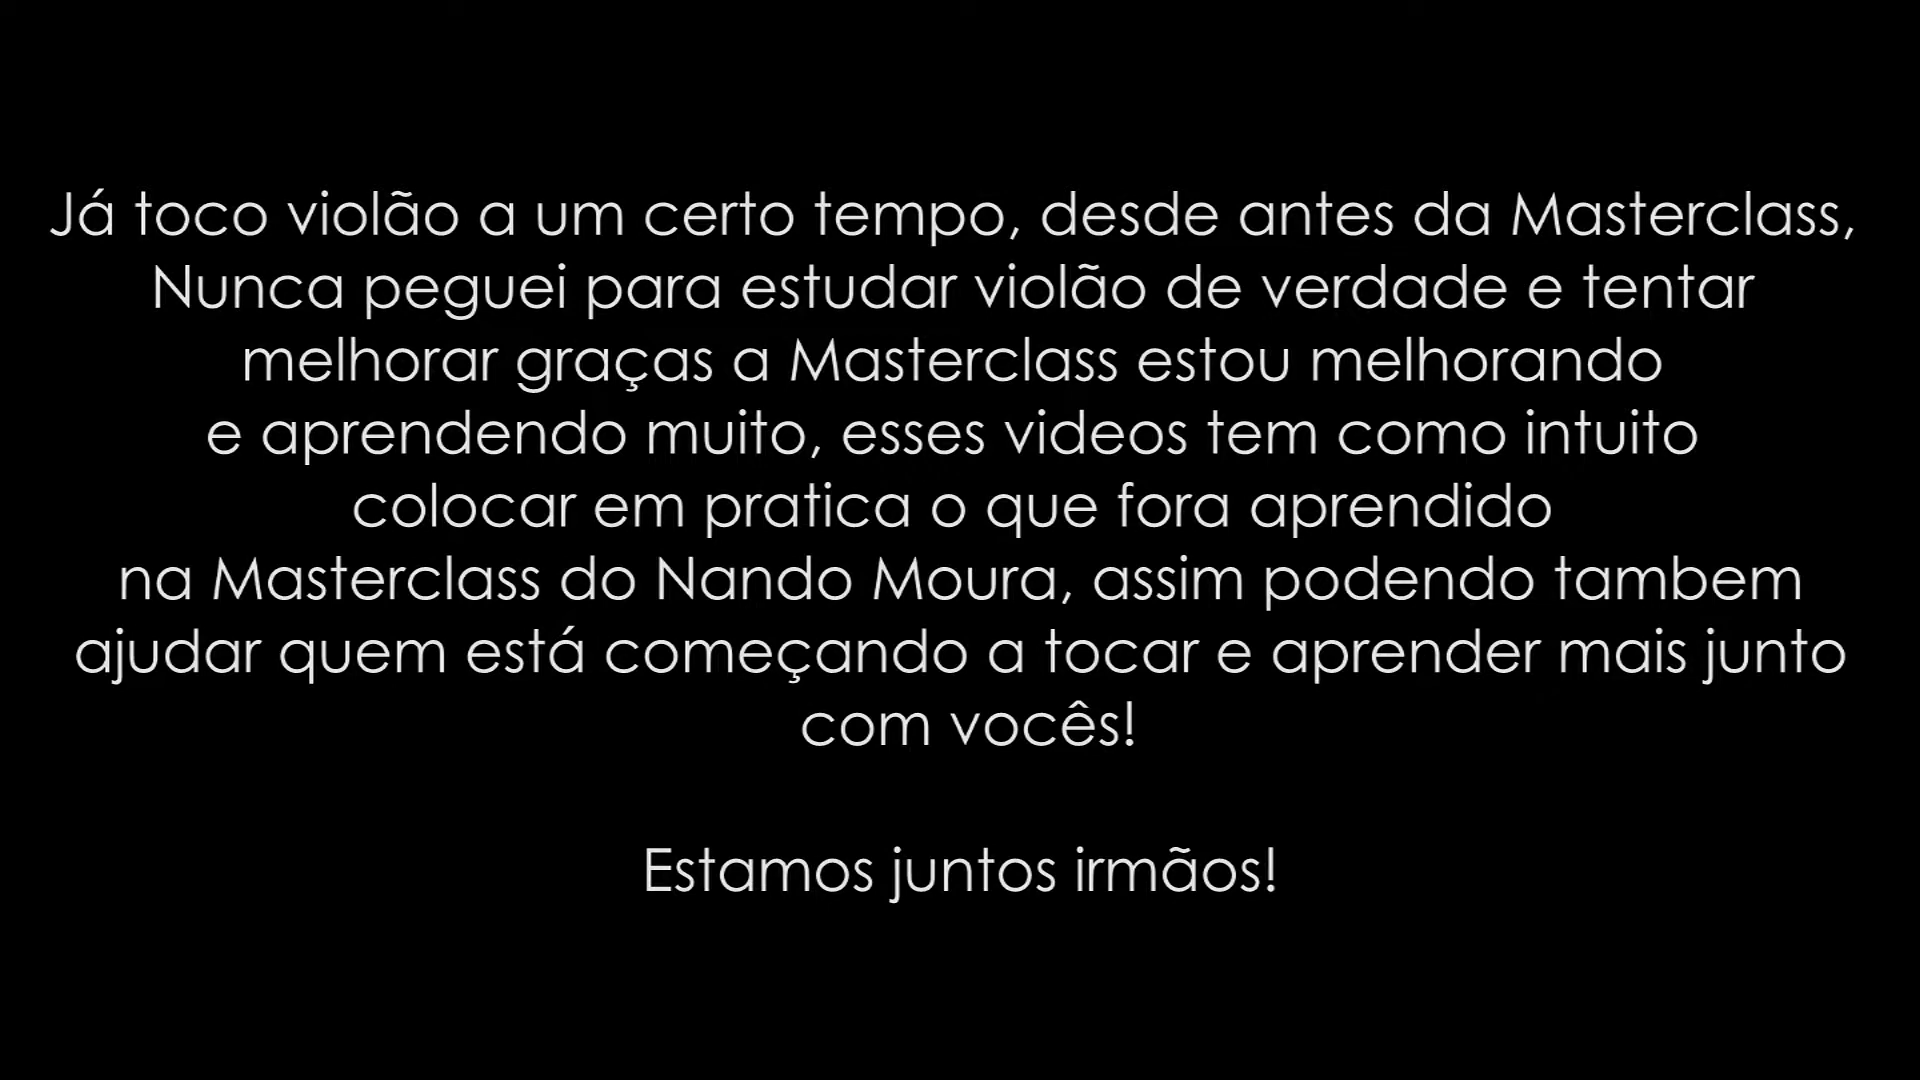 Já toco violão a um certo tempo, desde antes da Masterclass,
Nunca peguei para estudar violão de verdade e tentar
melhorar graças a Masterclass estou melhorando
e aprendendo muito, esses videos tem como intuito
colocar em pratica o que fora aprendido
na Masterclass do Nando Moura, assim podendo tambem
ajudar quem está começando a tocar e aprender mais junto
com vocês!
Estamos juntos irmãos!